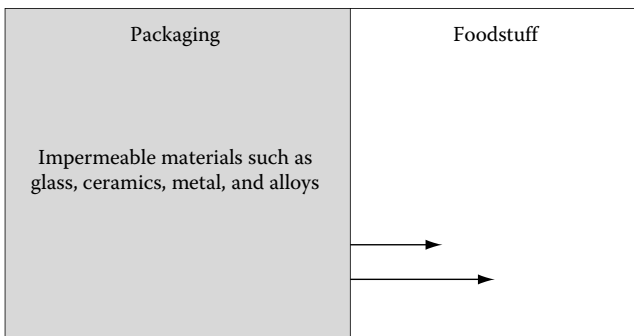 Packaging
Foodstuff
Impermeable materials such as
glass, ceramics, metal, and alloys